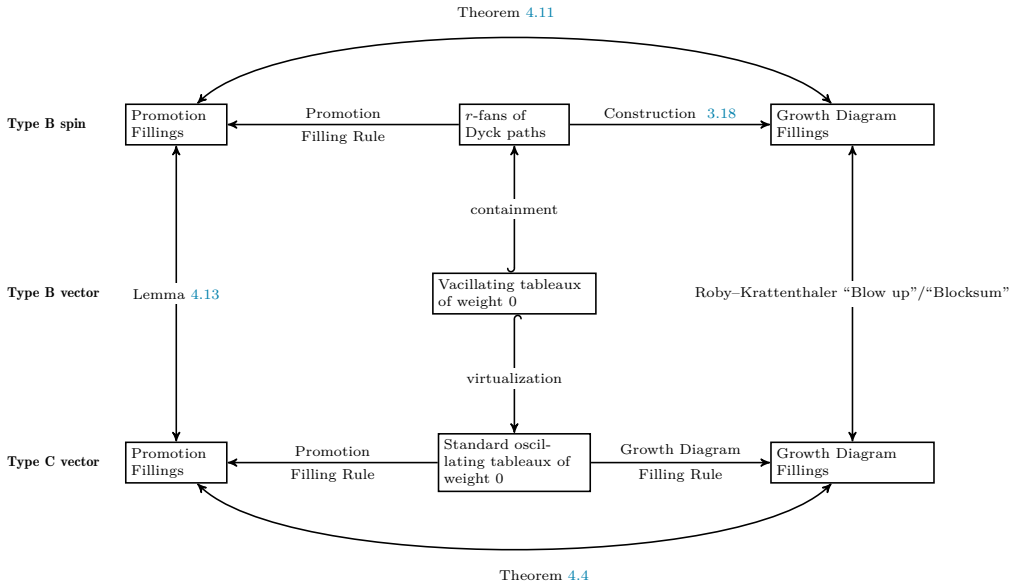 Theorem 4.11
Type B spin
Promotion
Fillings
Promotion
Filling Rule
r-fans of
Dyck paths
Construction 3.18
Growth Diagram
Fillings
containment
Type B vector
Lemma 4.13
Vacillating tableaux
of weight 0
Roby–Krattenthaler “Blow up”/“Blocksum”
virtualization
Type C vector
Promotion
Fillings
Promotion
Filling Rule
Standard oscil-
lating tableaux of
weight 0
Growth Diagram
Filling Rule
Growth Diagram
Fillings
Theorem 4.4